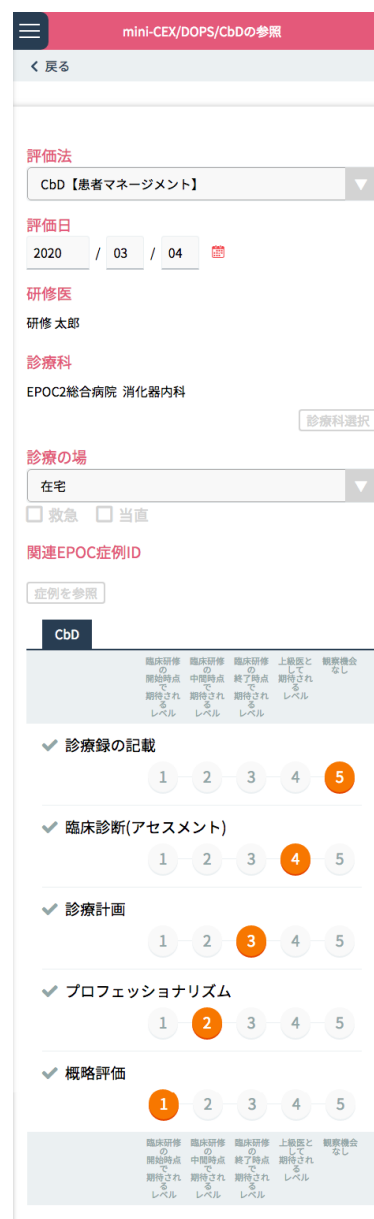 mini-CEX/DOPS/CbDの参照
戻る
評価法
CbD【患者マネージメント】
評価日
2020 / 03 / 04
研修医
研修 太郎
診療科
EPOC2総合病院 消化器内科
診療科選択
診療の場
在宅
救急 当直
関連EPOC症例ID
症例を参照
CbD
臨床研修の開始時点で期待されるレベル
臨床研修の中間時点で期待されるレベル
臨床研修の終了時点で期待されるレベル
上級医として期待されるレベル
観察機会なし
診療録の記載
1 2 3 4 5
臨床診断(アセスメント)
1 2 3 4 5
診療計画
1 2 3 4 5
プロフェッショナリズム
1 2 3 4 5
概略評価
1 2 3 4 5
臨床研修の開始時点で期待されるレベル
臨床研修の中間時点で期待されるレベル
臨床研修の終了時点で期待されるレベル
上級医として期待されるレベル
観察機会なし